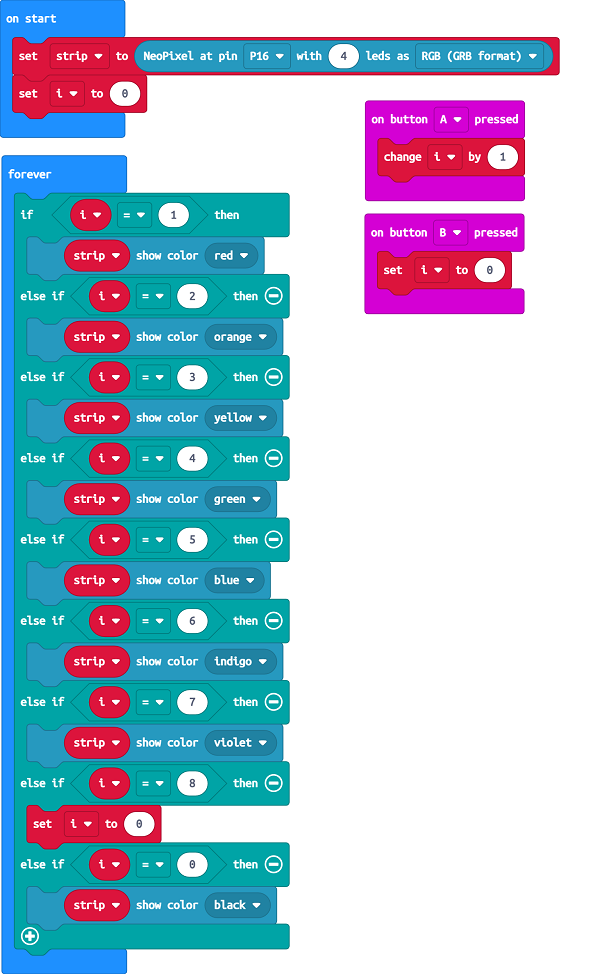 on start
set strip to NeoPixel at pin P16 with 4 leds as RGB (GRB format)
set i to 0
on button A pressed
change i by 1
on button B pressed
set i to 0
forever
if i = 1 then
strip show color red
else if i = 2 then
strip show color orange
else if i = 3 then
strip show color yellow
else if i = 4 then
strip show color green
else if i = 5 then
strip show color blue
else if i = 6 then
strip show color indigo
else if i = 7 then
strip show color violet
else if i = 8 then
set i to 0
else if i = 0 then
strip show color black